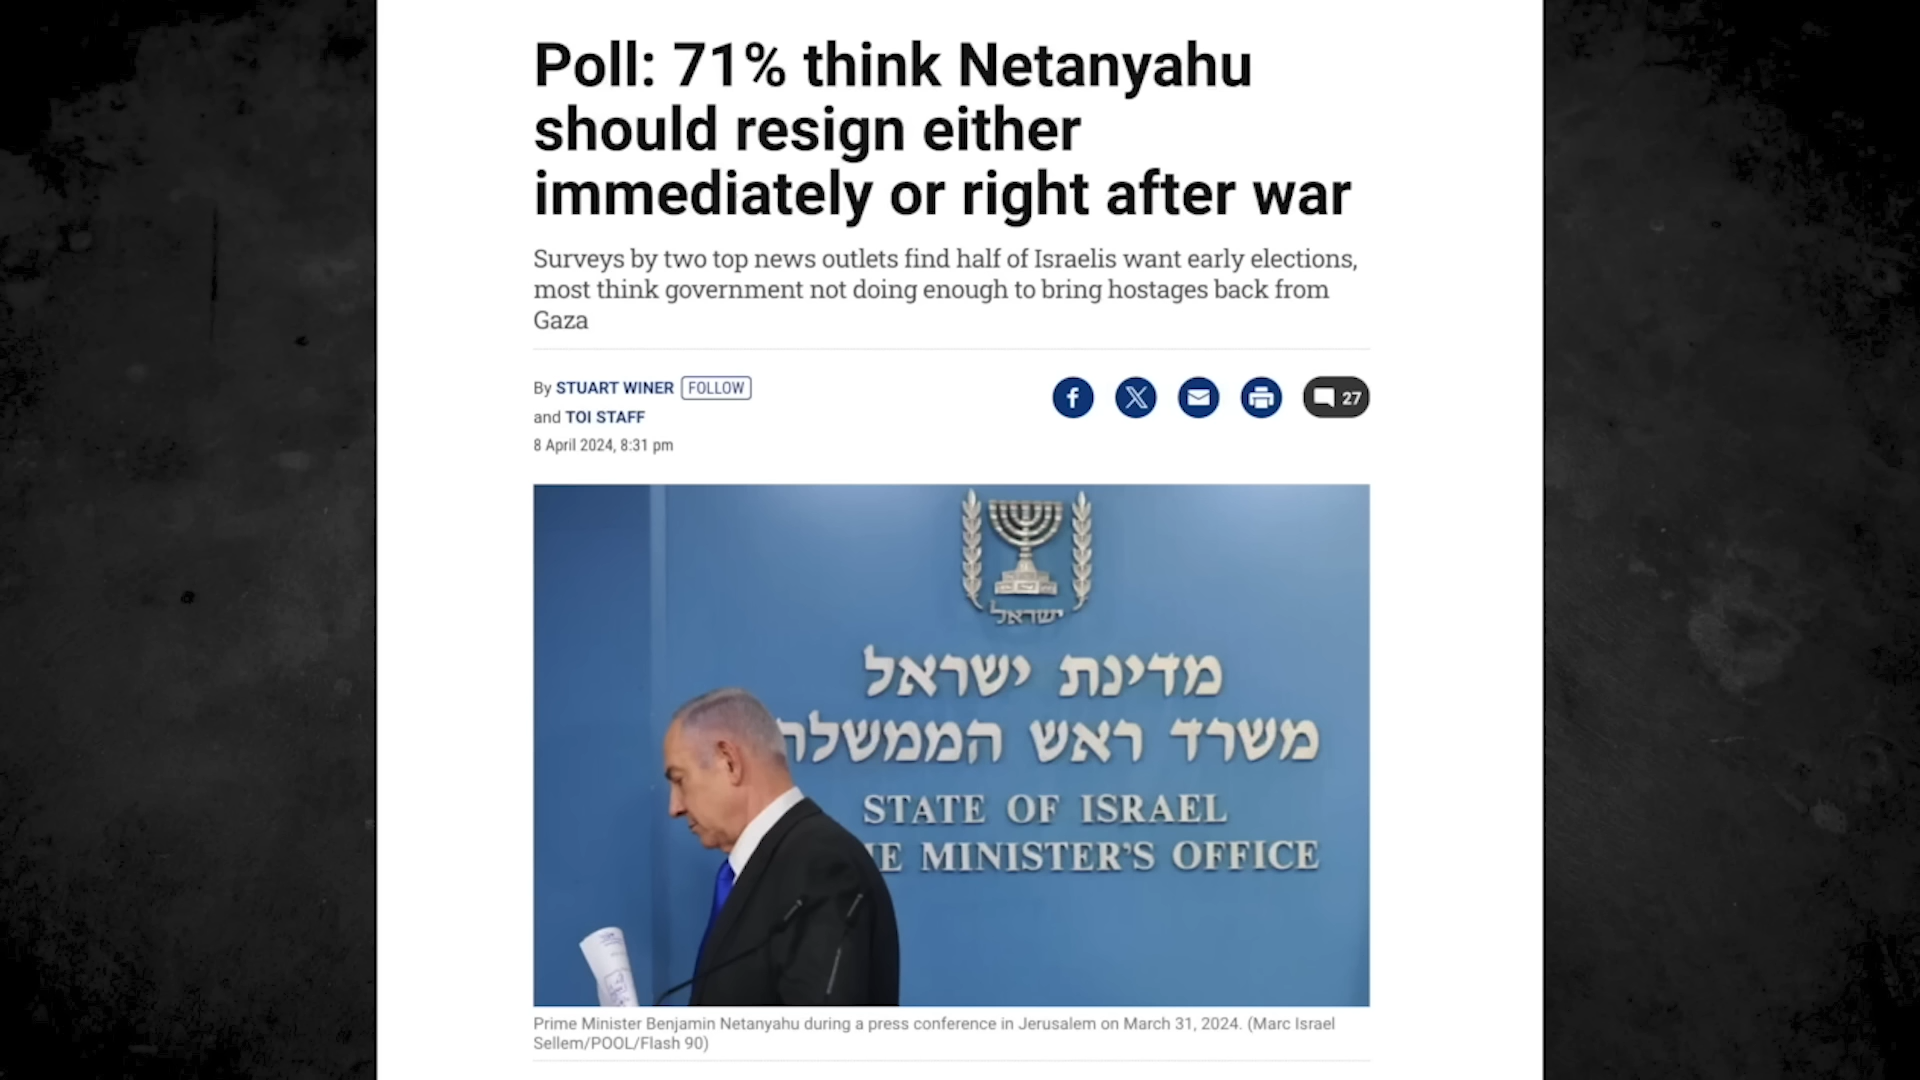 Poll: 71% think Netanyahu
should resign either
immediately or right after war
Surveys by two top news outlets find half of Israelis want early elections,
most think government not doing enough to bring hostages back from
Gaza
By STUART WINER FOLLOW
and TOI STAFF
8 April 2024, 8:31 pm
27
ישראל
מדינת ישראל
משרד ראש הממשלה
STATE OF ISRAEL
E MINISTER'S OFFICE
Prime Minister Benjamin Netanyahu during a press conference in Jerusalem on March 31, 2024. (Marc Israel
Sellem/POOL/Flash 90)